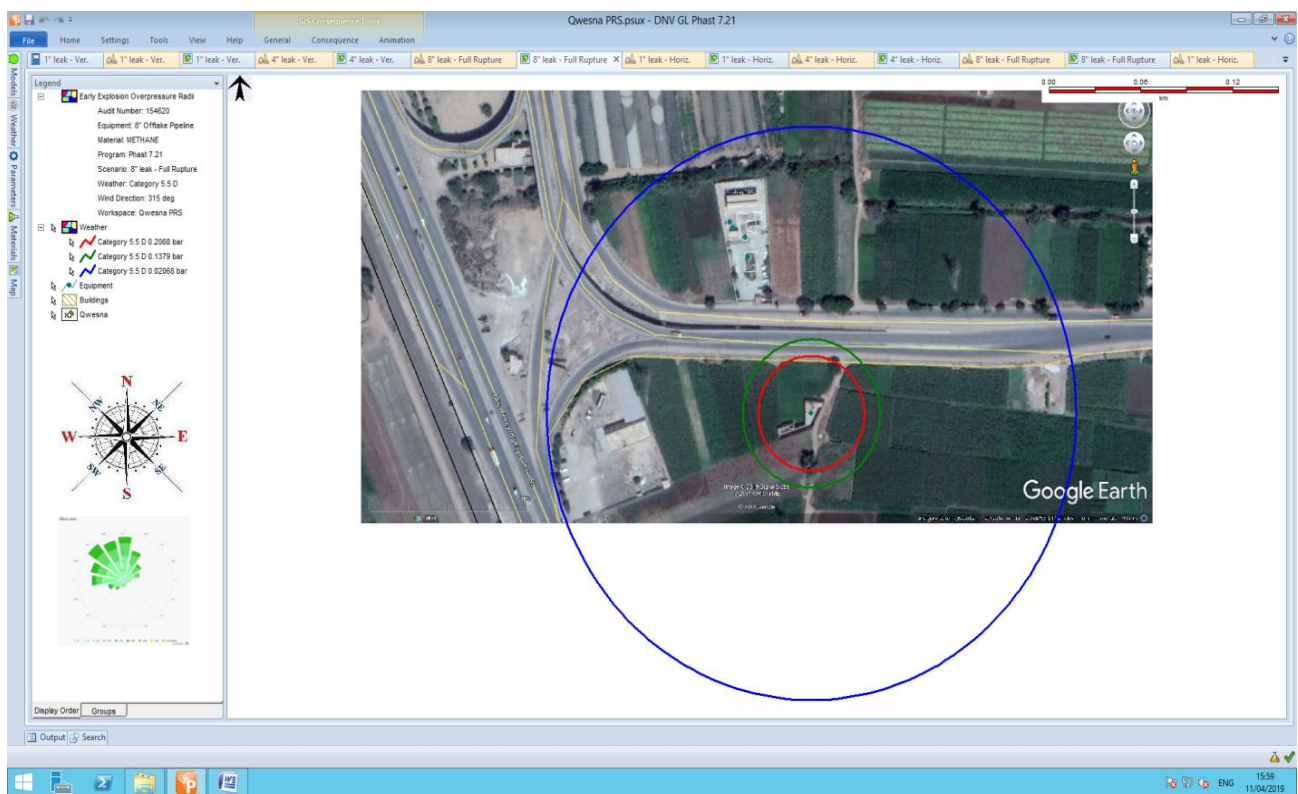 Qwesna PRS.psux - DNV GL Phast 7.21
GIS Consequence Tools
File Home Settings Tools View Help General Consequence Animation
1" leak - Ver. 1" leak - Ver. 1" leak - Ver. 4" leak - Ver. 4" leak - Ver. 8" leak - Full Rupture 8" leak - Full Rupture X 1" leak - Horiz. 1" leak - Horiz. 4" leak - Horiz. 4" leak - Horiz. 8" leak - Full Rupture 8" leak - Full Rupture 1" leak - Horiz.
Models
Weather
Parameters
Materials
Map
Legend
Early Explosion Overpressure Radii
Audit Number: 154620
Equipment: 8" Offtake Pipeline
Material: METHANE
Program: Phast 7.21
Scenario: 8" leak - Full Rupture
Weather: Category 5.5 D
Wind Direction: 315 deg
Workspace: Qwesna PRS
Weather
Category 5.5 D 0.2068 bar
Category 5.5 D 0.1379 bar
Category 5.5 D 0.02068 bar
Equipment
Buildings
Qwesna
N
NW NE
W E
SW SE
S
0.00 0.06 0.12
km
Google Earth
Display Order Groups
Output Search
ENG
15:59
11/04/2019